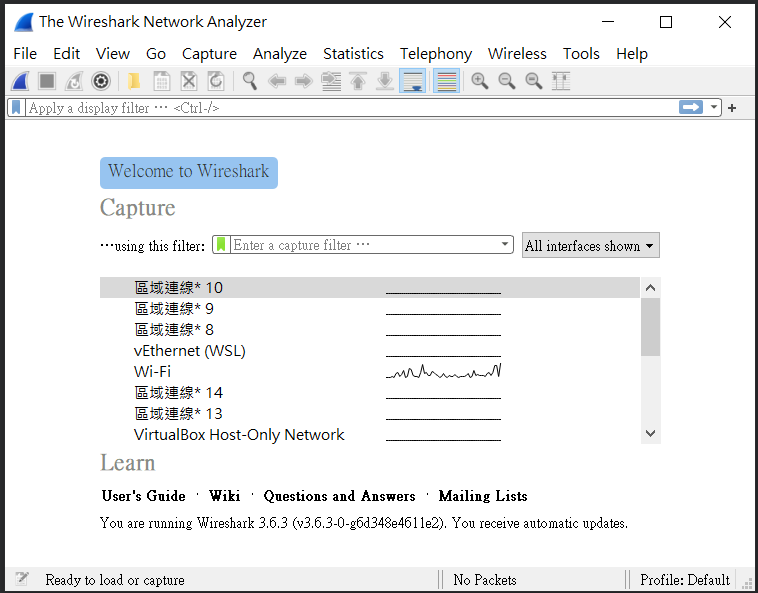 The Wireshark Network Analyzer
File Edit View Go Capture Analyze Statistics Telephony Wireless Tools Help
Apply a display filter ⋯ <Ctrl-/>
Welcome to Wireshark
Capture
⋯using this filter: Enter a capture filter ⋯ All interfaces shown
區域連線* 10
區域連線* 9
區域連線* 8
vEthernet (WSL)
Wi-Fi
區域連線* 14
區域連線* 13
VirtualBox Host-Only Network
Learn
User's Guide · Wiki · Questions and Answers · Mailing Lists
You are running Wireshark 3.6.3 (v3.6.3-0-g6d348e4611e2). You receive automatic updates.
Ready to load or capture No Packets Profile: Default